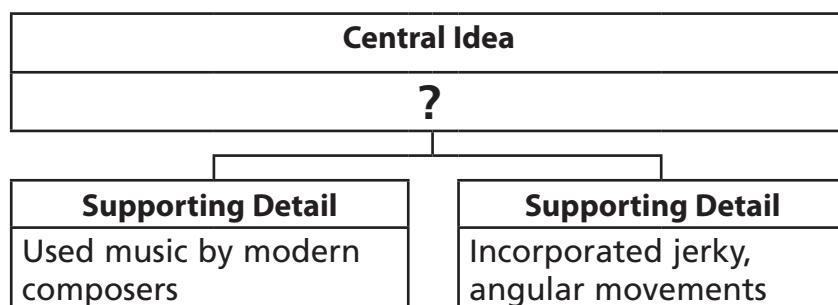 Central Idea
?
Supporting Detail
Used music by modern
composers
Supporting Detail
Incorporated jerky,
angular movements